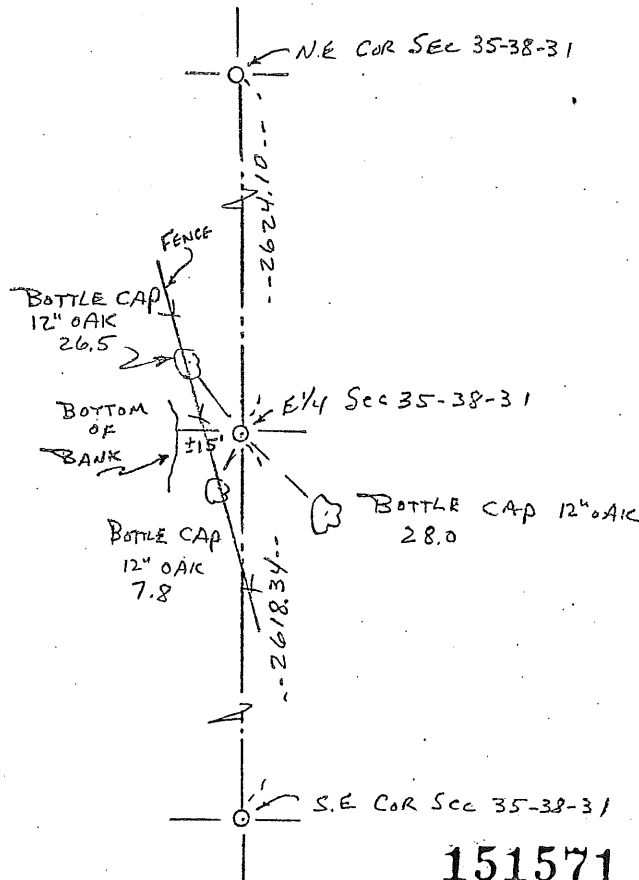 N.E COR SEC 35-38-31
--2624.10--
FENCE
BOTTLE CAP
12" OAK
26.5
E1/4 Sec 35-38-31
BOTTOM
OF
BANK
±15'
BOTTLE CAP 12" OAK
28.0
BOTTLE CAP
12" OAK
7.8
--2618.34--
S.E COR Sec 35-38-31
151571